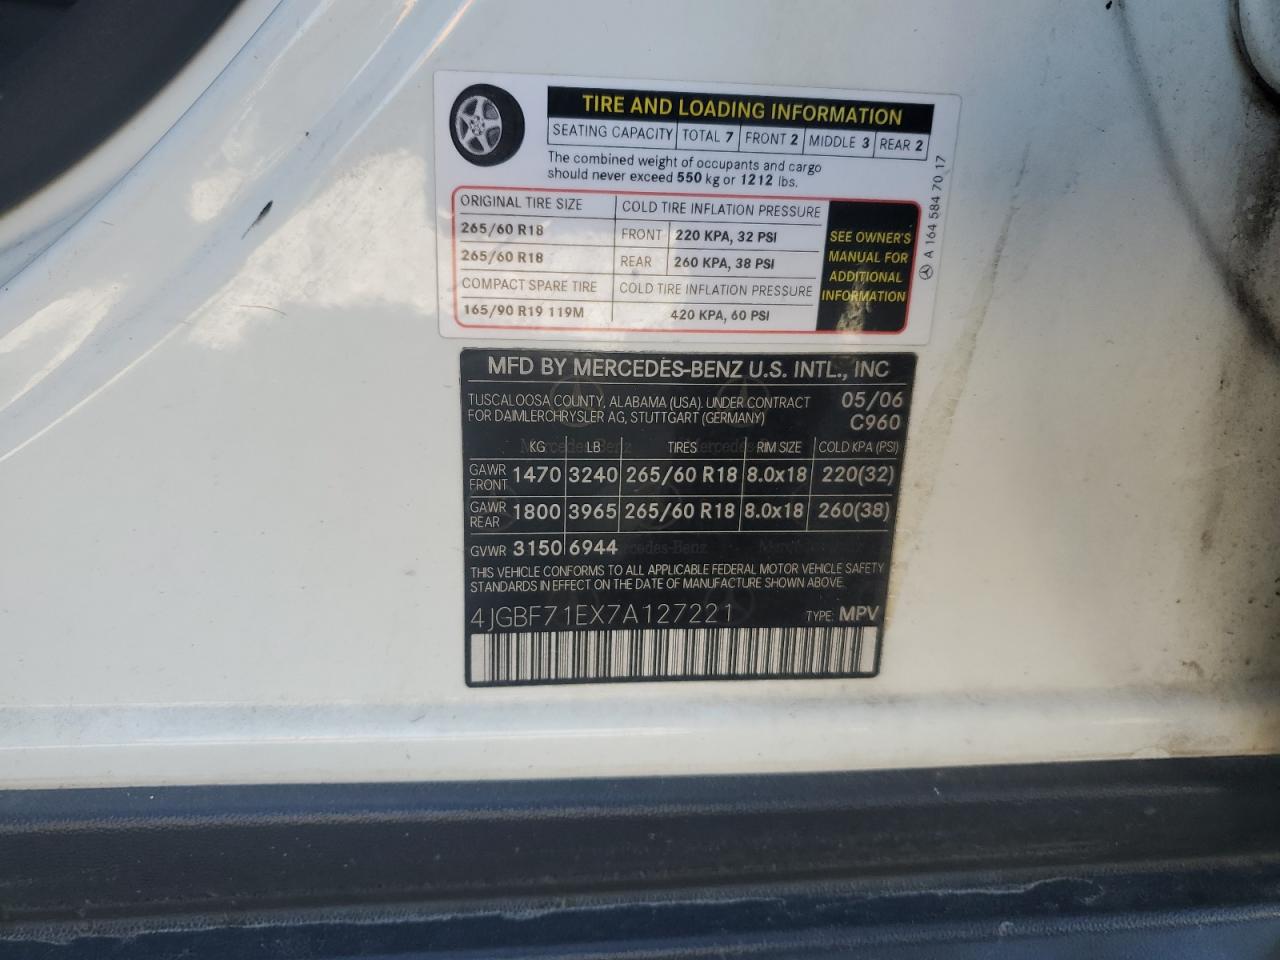 TIRE AND LOADING INFORMATION
SEATING CAPACITY TOTAL 7 FRONT 2 MIDDLE 3 REAR 2
The combined weight of occupants and cargo
should never exceed 550 kg or 1212 lbs.
ORIGINAL TIRE SIZE COLD TIRE INFLATION PRESSURE
265/60 R18 FRONT 220 KPA, 32 PSI
265/60 R18 REAR 260 KPA, 38 PSI
COMPACT SPARE TIRE COLD TIRE INFLATION PRESSURE
165/90 R19 119M 420 KPA, 60 PSI
SEE OWNER'S
MANUAL FOR
ADDITIONAL
INFORMATION
A 164 584 70 17
MFD BY MERCEDES-BENZ U.S. INTL., INC
TUSCALOOSA COUNTY, ALABAMA (USA). UNDER CONTRACT 05/06
FOR DAIMLERCHRYSLER AG, STUTTGART (GERMANY) C960
KG LB TIRES RIM SIZE COLD KPA (PSI)
GAWR FRONT 1470 3240 265/60 R18 8.0x18 220(32)
GAWR REAR 1800 3965 265/60 R18 8.0x18 260(38)
GVWR 3150 6944
THIS VEHICLE CONFORMS TO ALL APPLICABLE FEDERAL MOTOR VEHICLE SAFETY
STANDARDS IN EFFECT ON THE DATE OF MANUFACTURE SHOWN ABOVE.
4JGBF71EX7A127221 TYPE: MPV